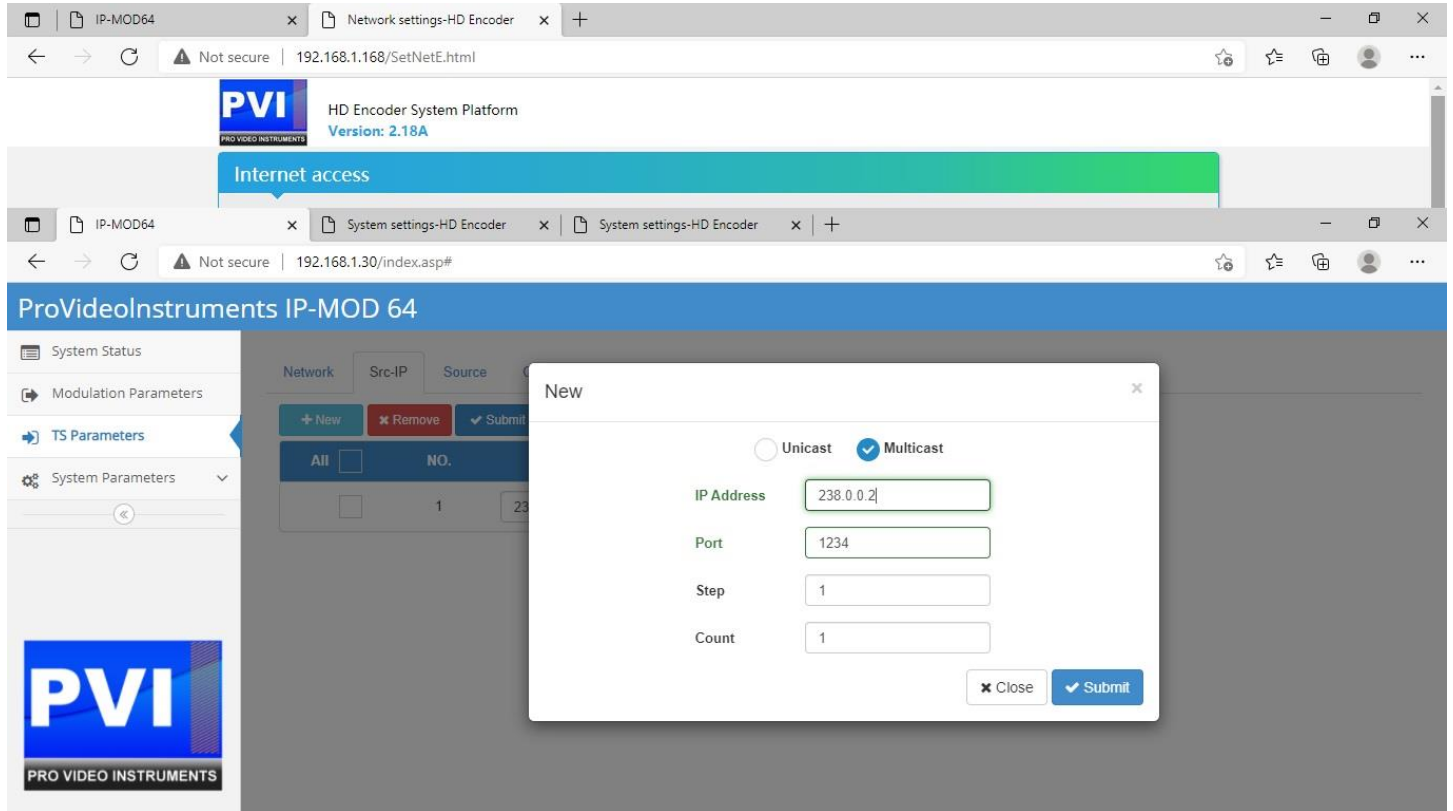 IP-MOD64
Network settings-HD Encoder
Not secure | 192.168.1.168/SetNetE.html
PVI
PRO VIDEO INSTRUMENTS
HD Encoder System Platform
Version: 2.18A
Internet access
IP-MOD64
System settings-HD Encoder
System settings-HD Encoder
Not secure | 192.168.1.30/index.asp#
ProVideoInstruments IP-MOD 64
System Status
Modulation Parameters
TS Parameters
System Parameters
Network Src-IP Source
+ New Remove Submit
All NO.
1 23
New
Unicast Multicast
IP Address 238.0.0.2
Port 1234
Step 1
Count 1
Close Submit
PVI
PRO VIDEO INSTRUMENTS